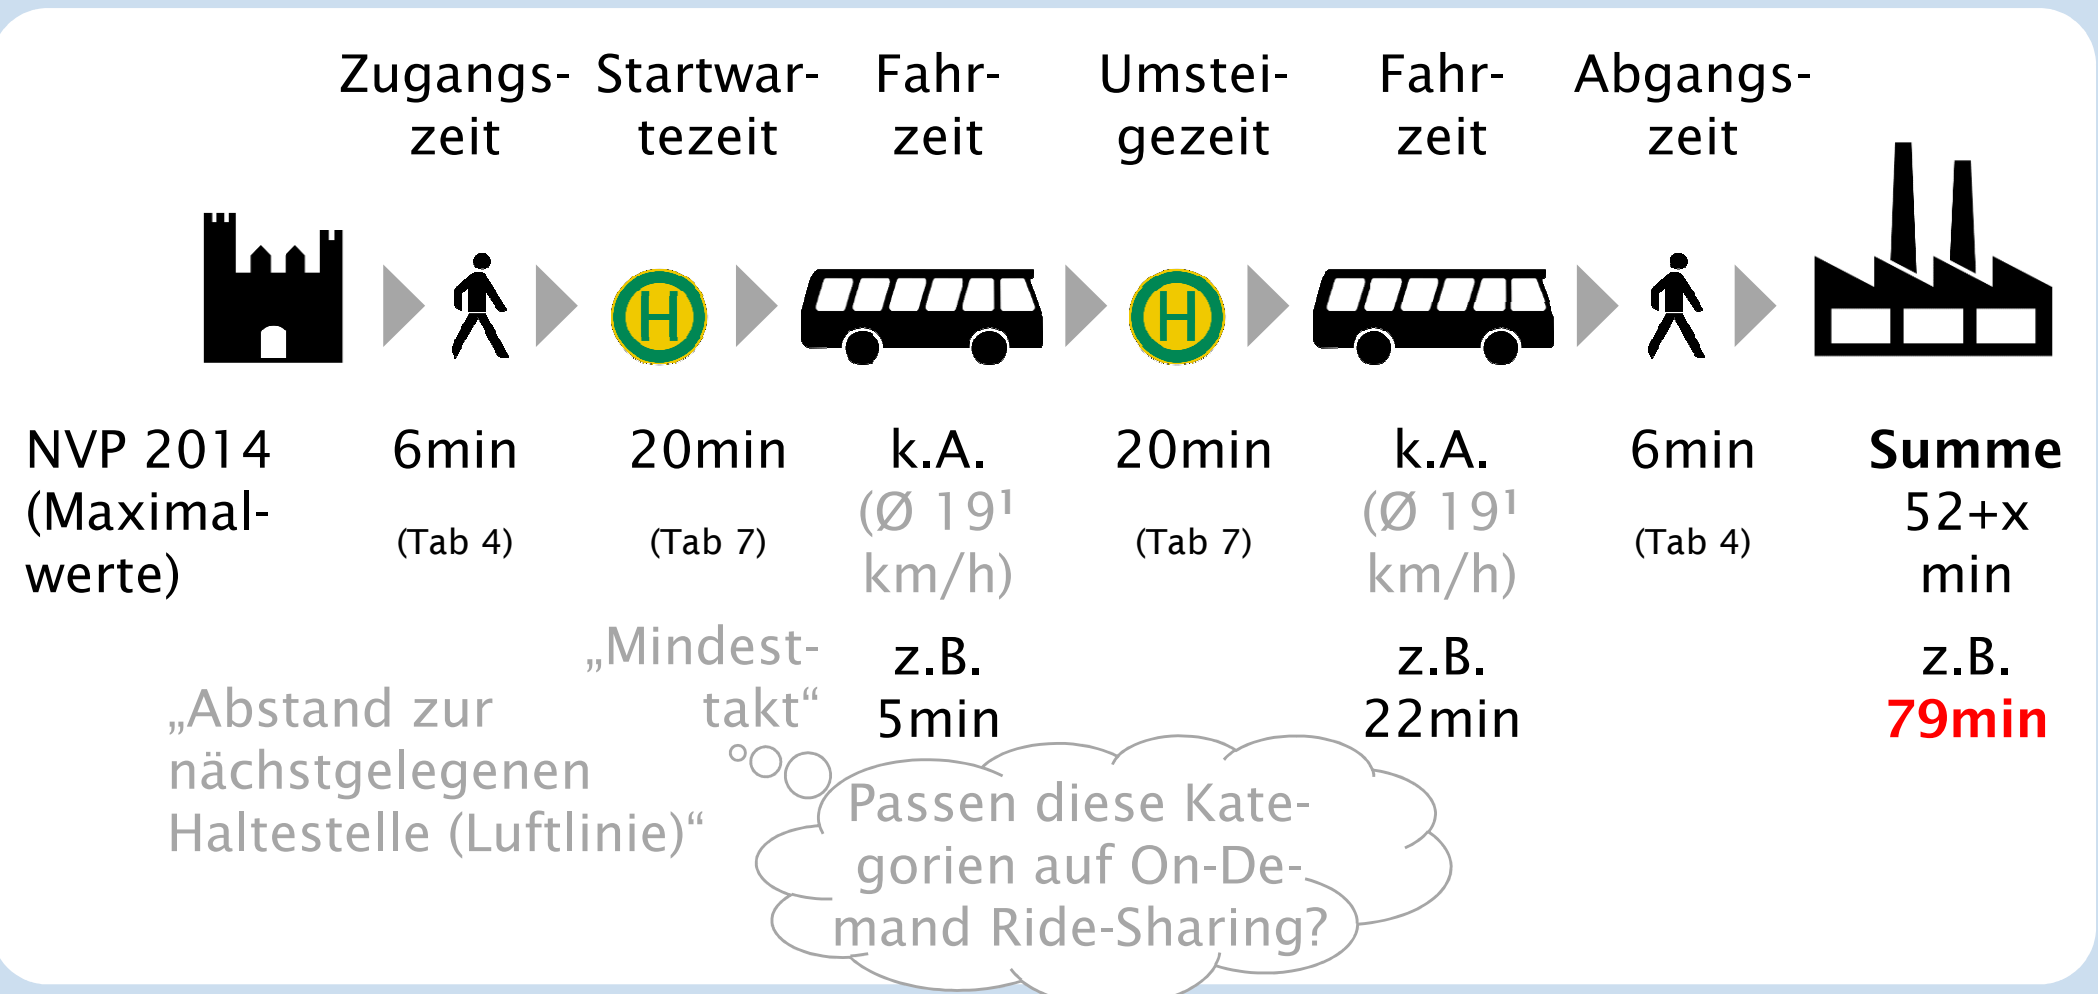 Zugangs- Startwar- Fahr- Umstei- Fahr- Abgangs-
zeit tezeit zeit gezeit zeit zeit
H H
NVP 2014 6min 20min k.A. 20min k.A. 6min Summe
(Maximal- (Ø 19¹ (Ø 19¹ 52+x
(Tab 4) (Tab 7) (Tab 7) (Tab 4)
werte) km/h) km/h) min
„Mindest- z.B. z.B. z.B.
takt“ 5min 22min 79min
„Abstand zur
nächstgelegenen
Haltestelle (Luftlinie)“
Passen diese Kate-
gorien auf On-De-
mand Ride-Sharing?